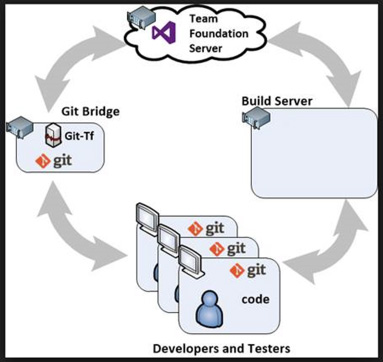 Team
Foundation
Server
Git Bridge
Git-Tf
git
Build Server
git
git
git
code
Developers and Testers